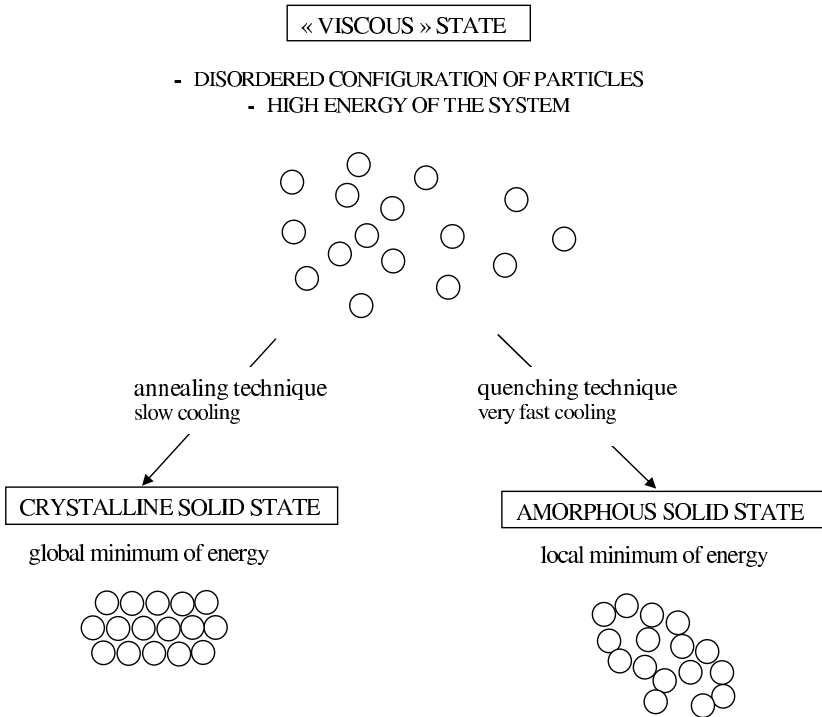 « VISCOUS » STATE
- DISORDERED CONFIGURATION OF PARTICLES
- HIGH ENERGY OF THE SYSTEM
annealing technique
slow cooling
quenching technique
very fast cooling
CRYSTALLINE SOLID STATE
global minimum of energy
AMORPHOUS SOLID STATE
local minimum of energy